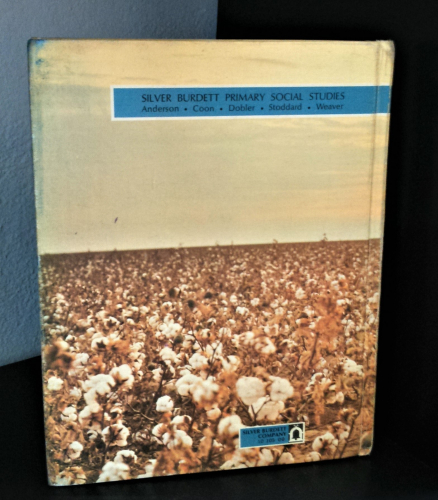 SILVER BURDETT PRIMARY SOCIAL STUDIES
Anderson • Coon • Dobler • Stoddard • Weaver
SILVER BURDETT
COMPANY